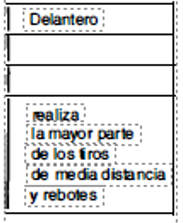 Delantero
realiza
la mayor parte
de los tiros
de media distancia
y rebotes